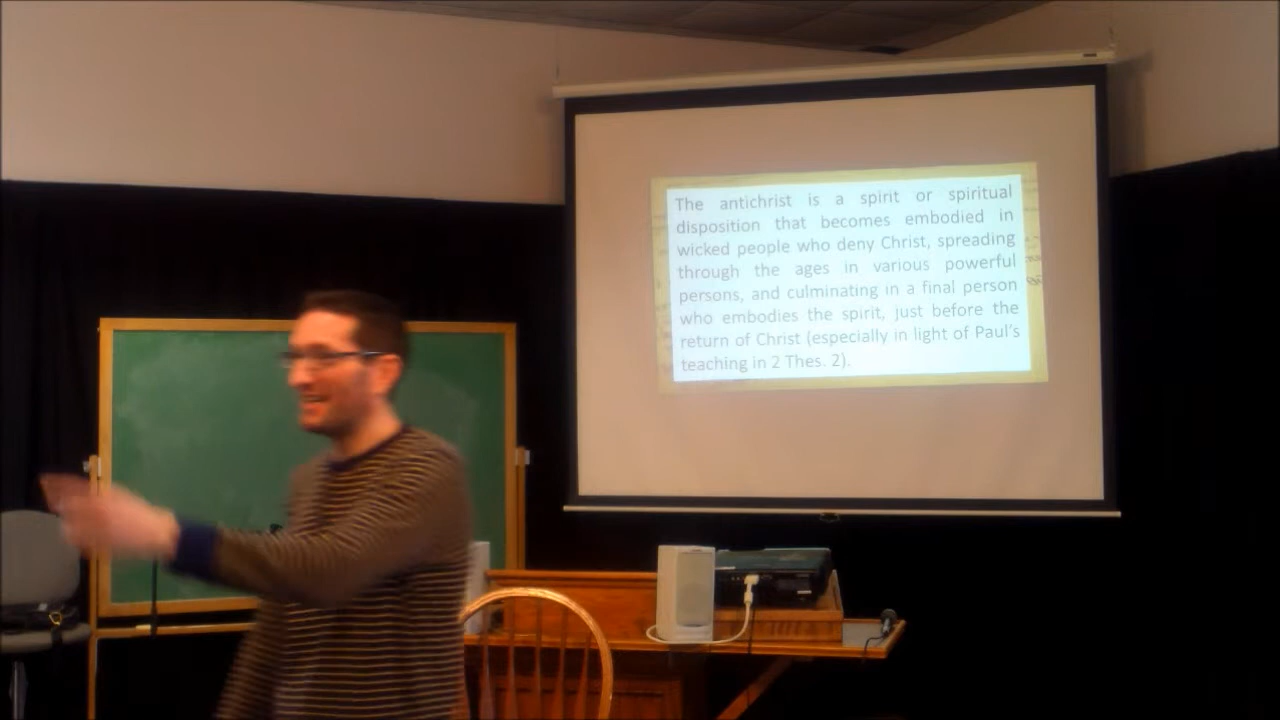 The antichrist is a spirit or spiritual
disposition that becomes embodied in
wicked people who deny Christ, spreading
through the ages in various powerful
persons, and culminating in a final person
who embodies the spirit, just before the
return of Christ (especially in light of Paul's
teaching in 2 Thes. 2).